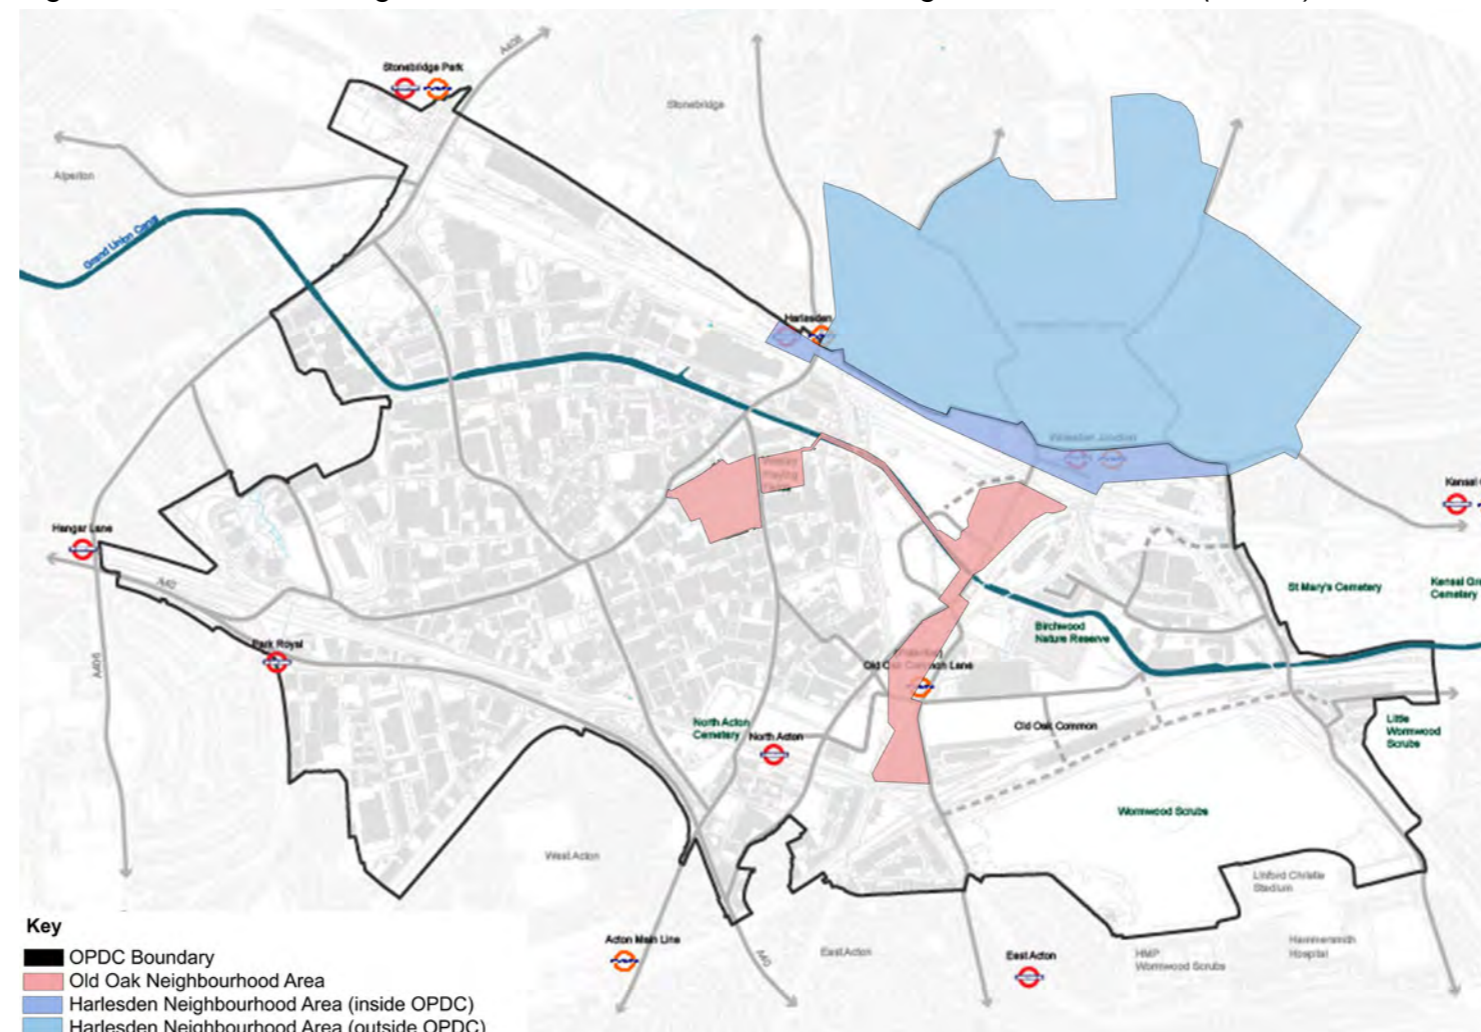 A406
Stonebridge Park
Stonebridge
Alperton
Grand Union Canal
Harlesden
Willesden Junction
Kensal
Hangar Lane
A40
St Mary's Cemetery
Kensal
Cemetery
Birchwood
Nature Reserve
Park Royal
A406
Old Oak Common Lane
North Acton
Cemetery
North Acton
Old Oak Common
Little
Wormwood
Scrubs
Wormwood Scrubs
West Acton
Linford Christie
Stadium
Acton Main Line
A40
East Acton
East Acton
HMP
Wormwood Scrubs
Hammersmith
Hospital
Key
OPDC Boundary
Old Oak Neighbourhood Area
Harlesden Neighbourhood Area (inside OPDC)
Harlesden Neighbourhood Area (outside OPDC)